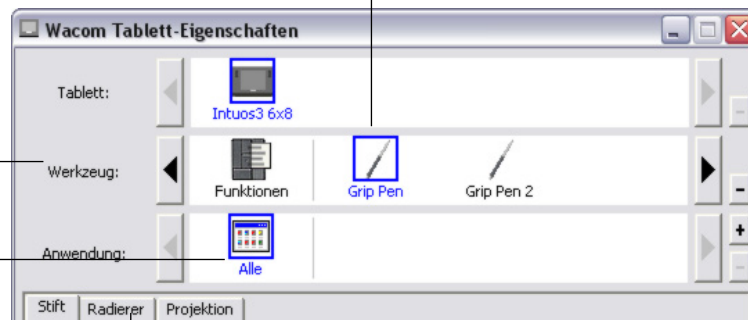 Wacom Tablett-Eigenschaften
Tablett:
Intuos3 6x8
Werkzeug:
Funktionen
Grip Pen
Grip Pen 2
Anwendung:
Alle
Stift
Radierer
Projektion